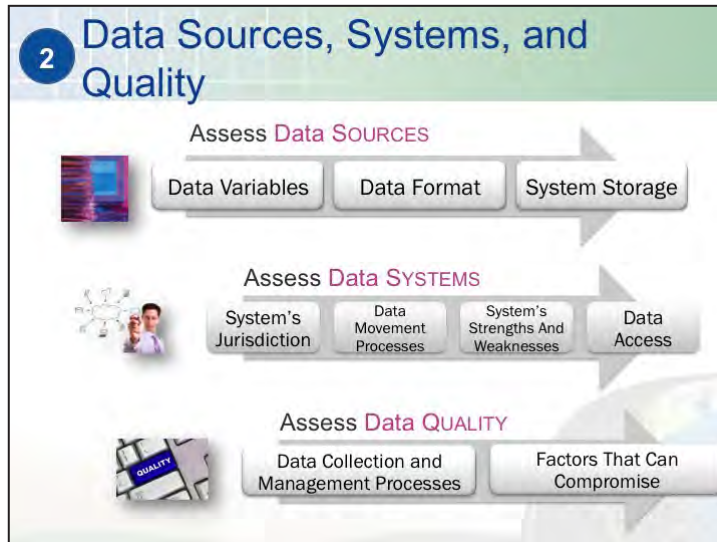 2
Data Sources, Systems, and
Quality
Assess Data SOURCES
Data Variables
Data Format
System Storage
Assess Data SYSTEMS
System's
Jurisdiction
Data
Movement
Processes
System's
Strengths And
Weaknesses
Data
Access
Assess Data QUALITY
QUALITY
Data Collection and
Management Processes
Factors That Can
Compromise